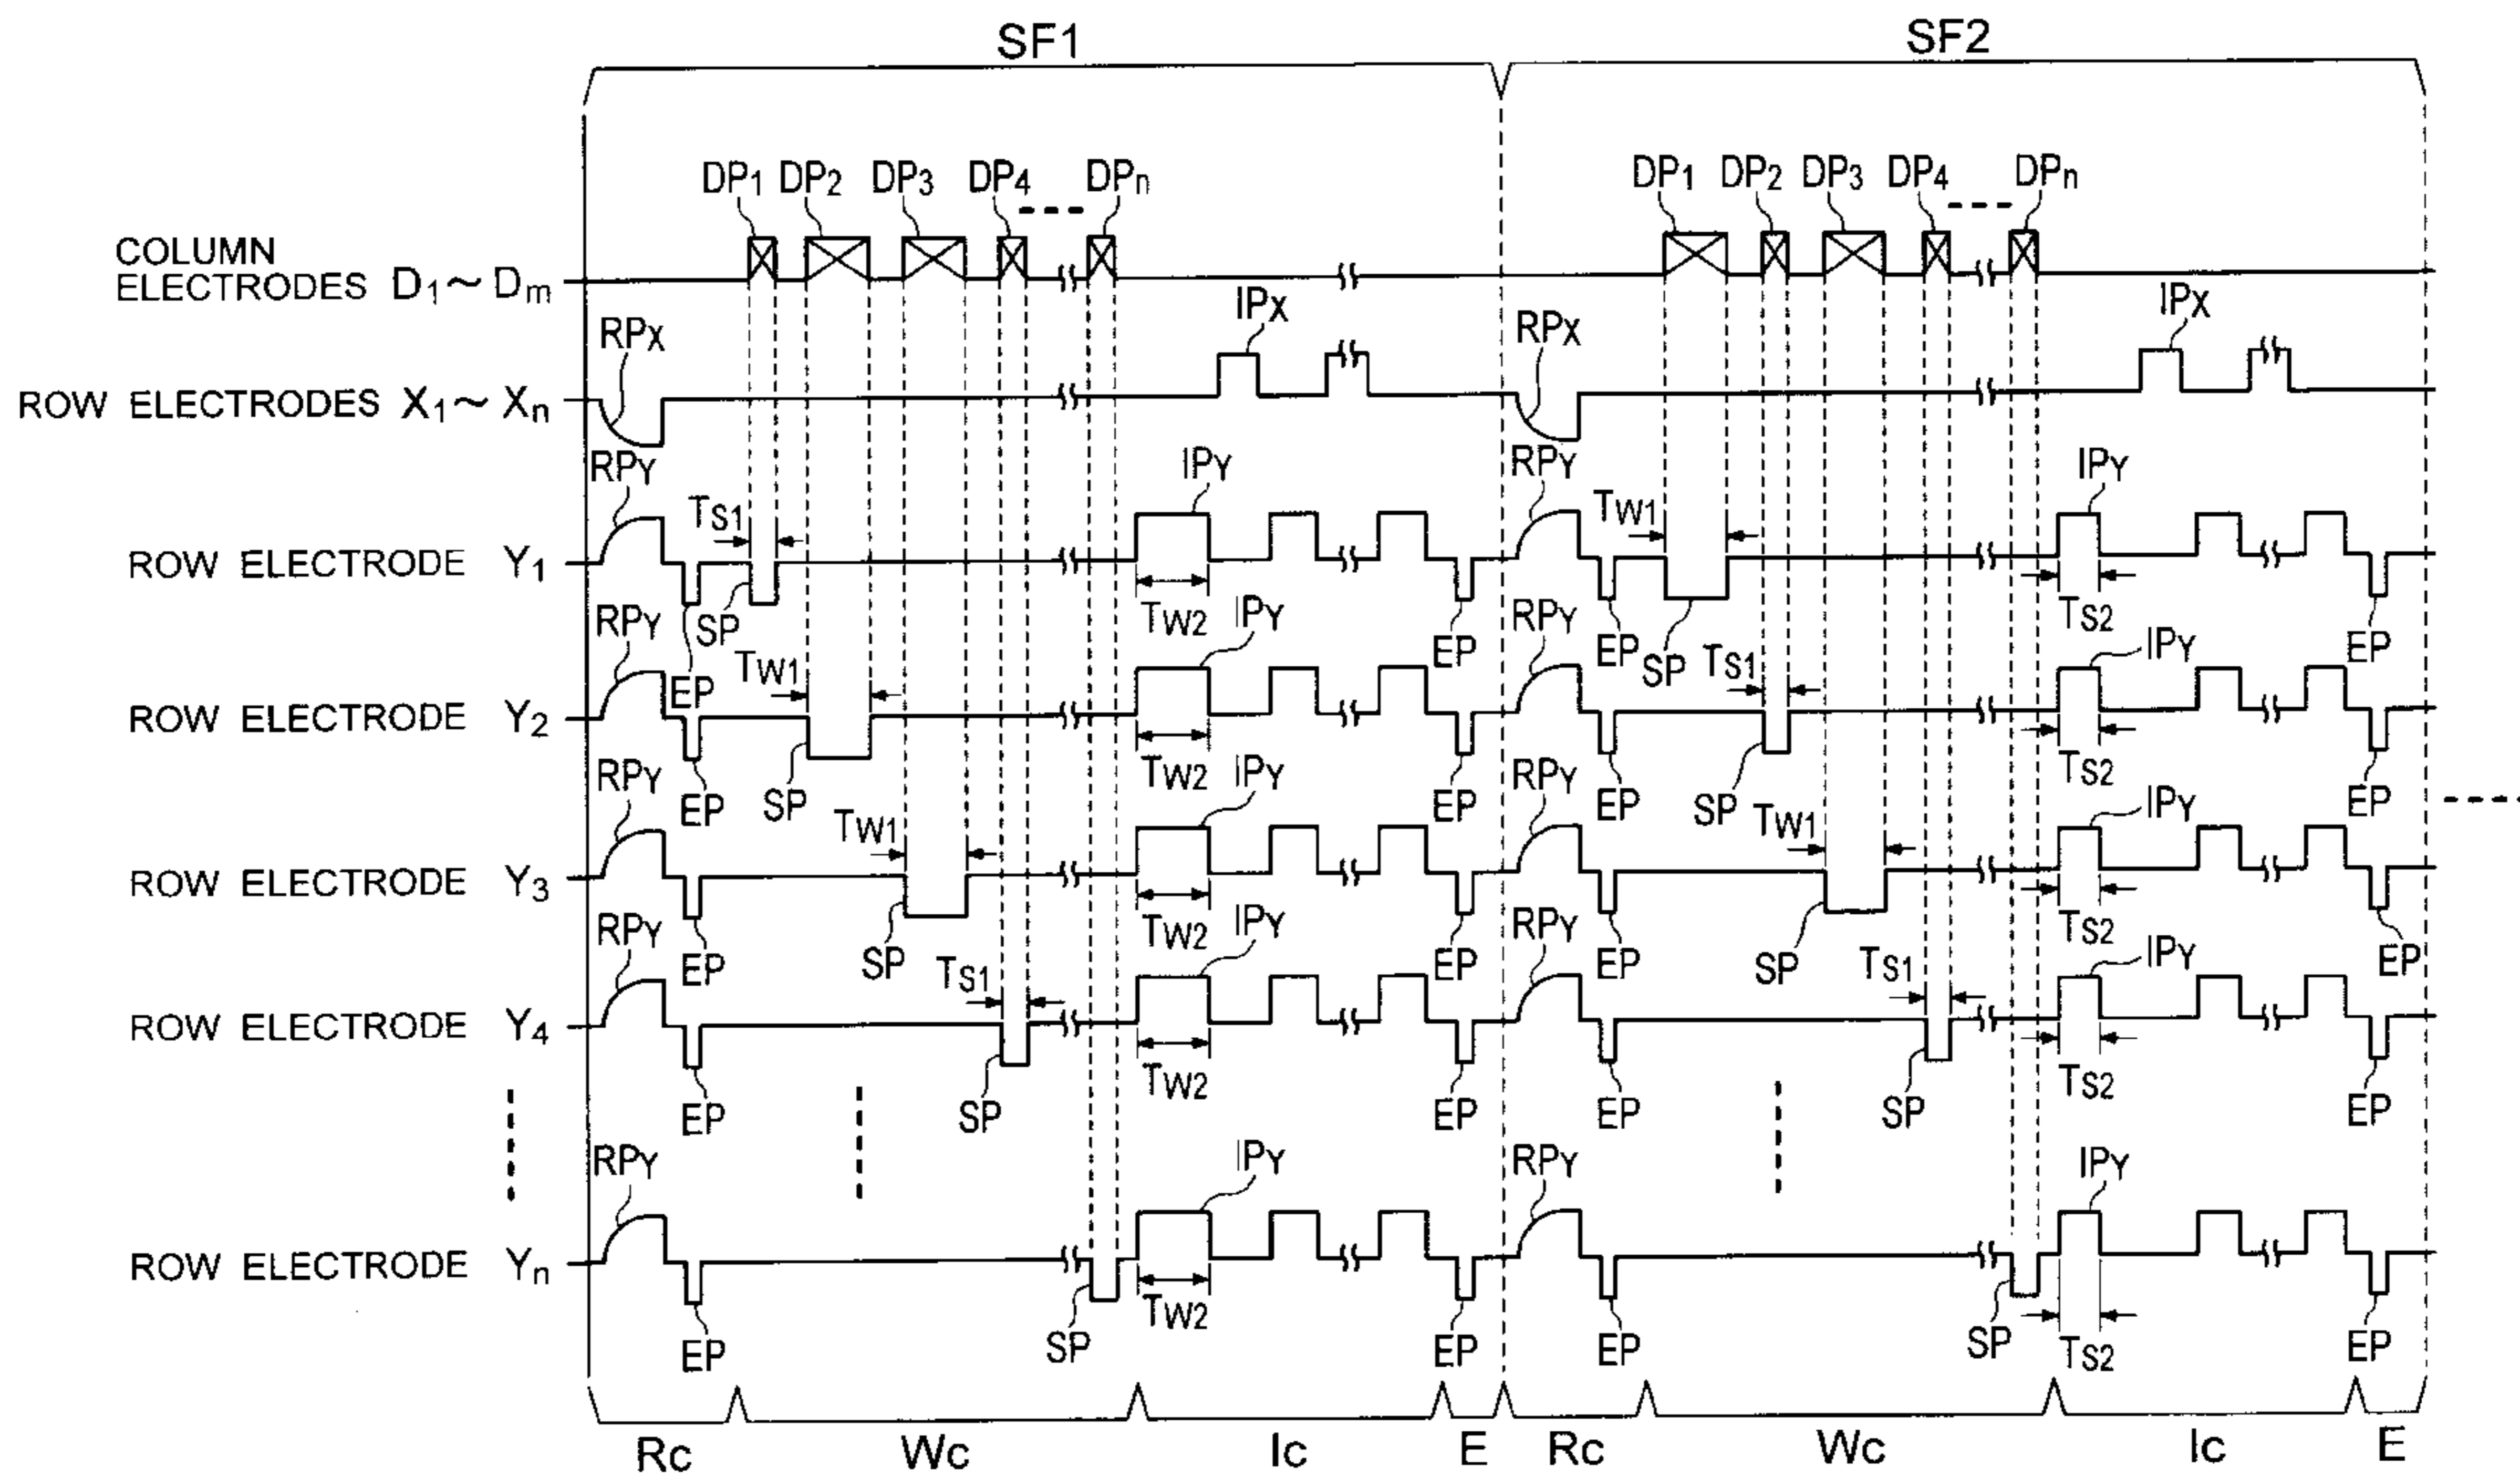 SF1 SF2
DP1 DP2 DP3 DP4 DPn DP1 DP2 DP3 DP4 DPn
COLUMN
ELECTRODES D1~Dm
IPX IPX
RPX RPX
ROW ELECTRODES X1~Xn
RPY IPY RPY IPY
TS1 TW1
ROW ELECTRODE Y1
SP TW2 TS2
RPY IPY RPY IPY
EP EP EP SP EP
TW1 TS1
EP
ROW ELECTRODE Y2
RPY TW2 IPY RPY TS2 IPY
EP SP EP EP SP EP
TW1 TW1
ROW ELECTRODE Y3
RPY TW2 IPY RPY TS2 IPY
EP SP EP EP SP EP
TS1 TS1
ROW ELECTRODE Y4
TW2 TS2
EP SP EP EP SP EP
RPY IPY RPY IPY
ROW ELECTRODE Yn
TW2 TS2
EP SP EP EP SP EP
Rc Wc Ic E Rc Wc Ic E